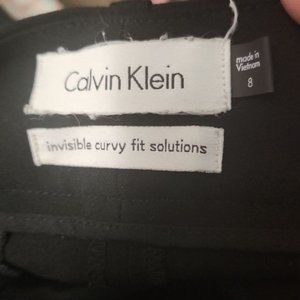 Calvin Klein
made in
Vietnam
8
invisible curvy fit solutions